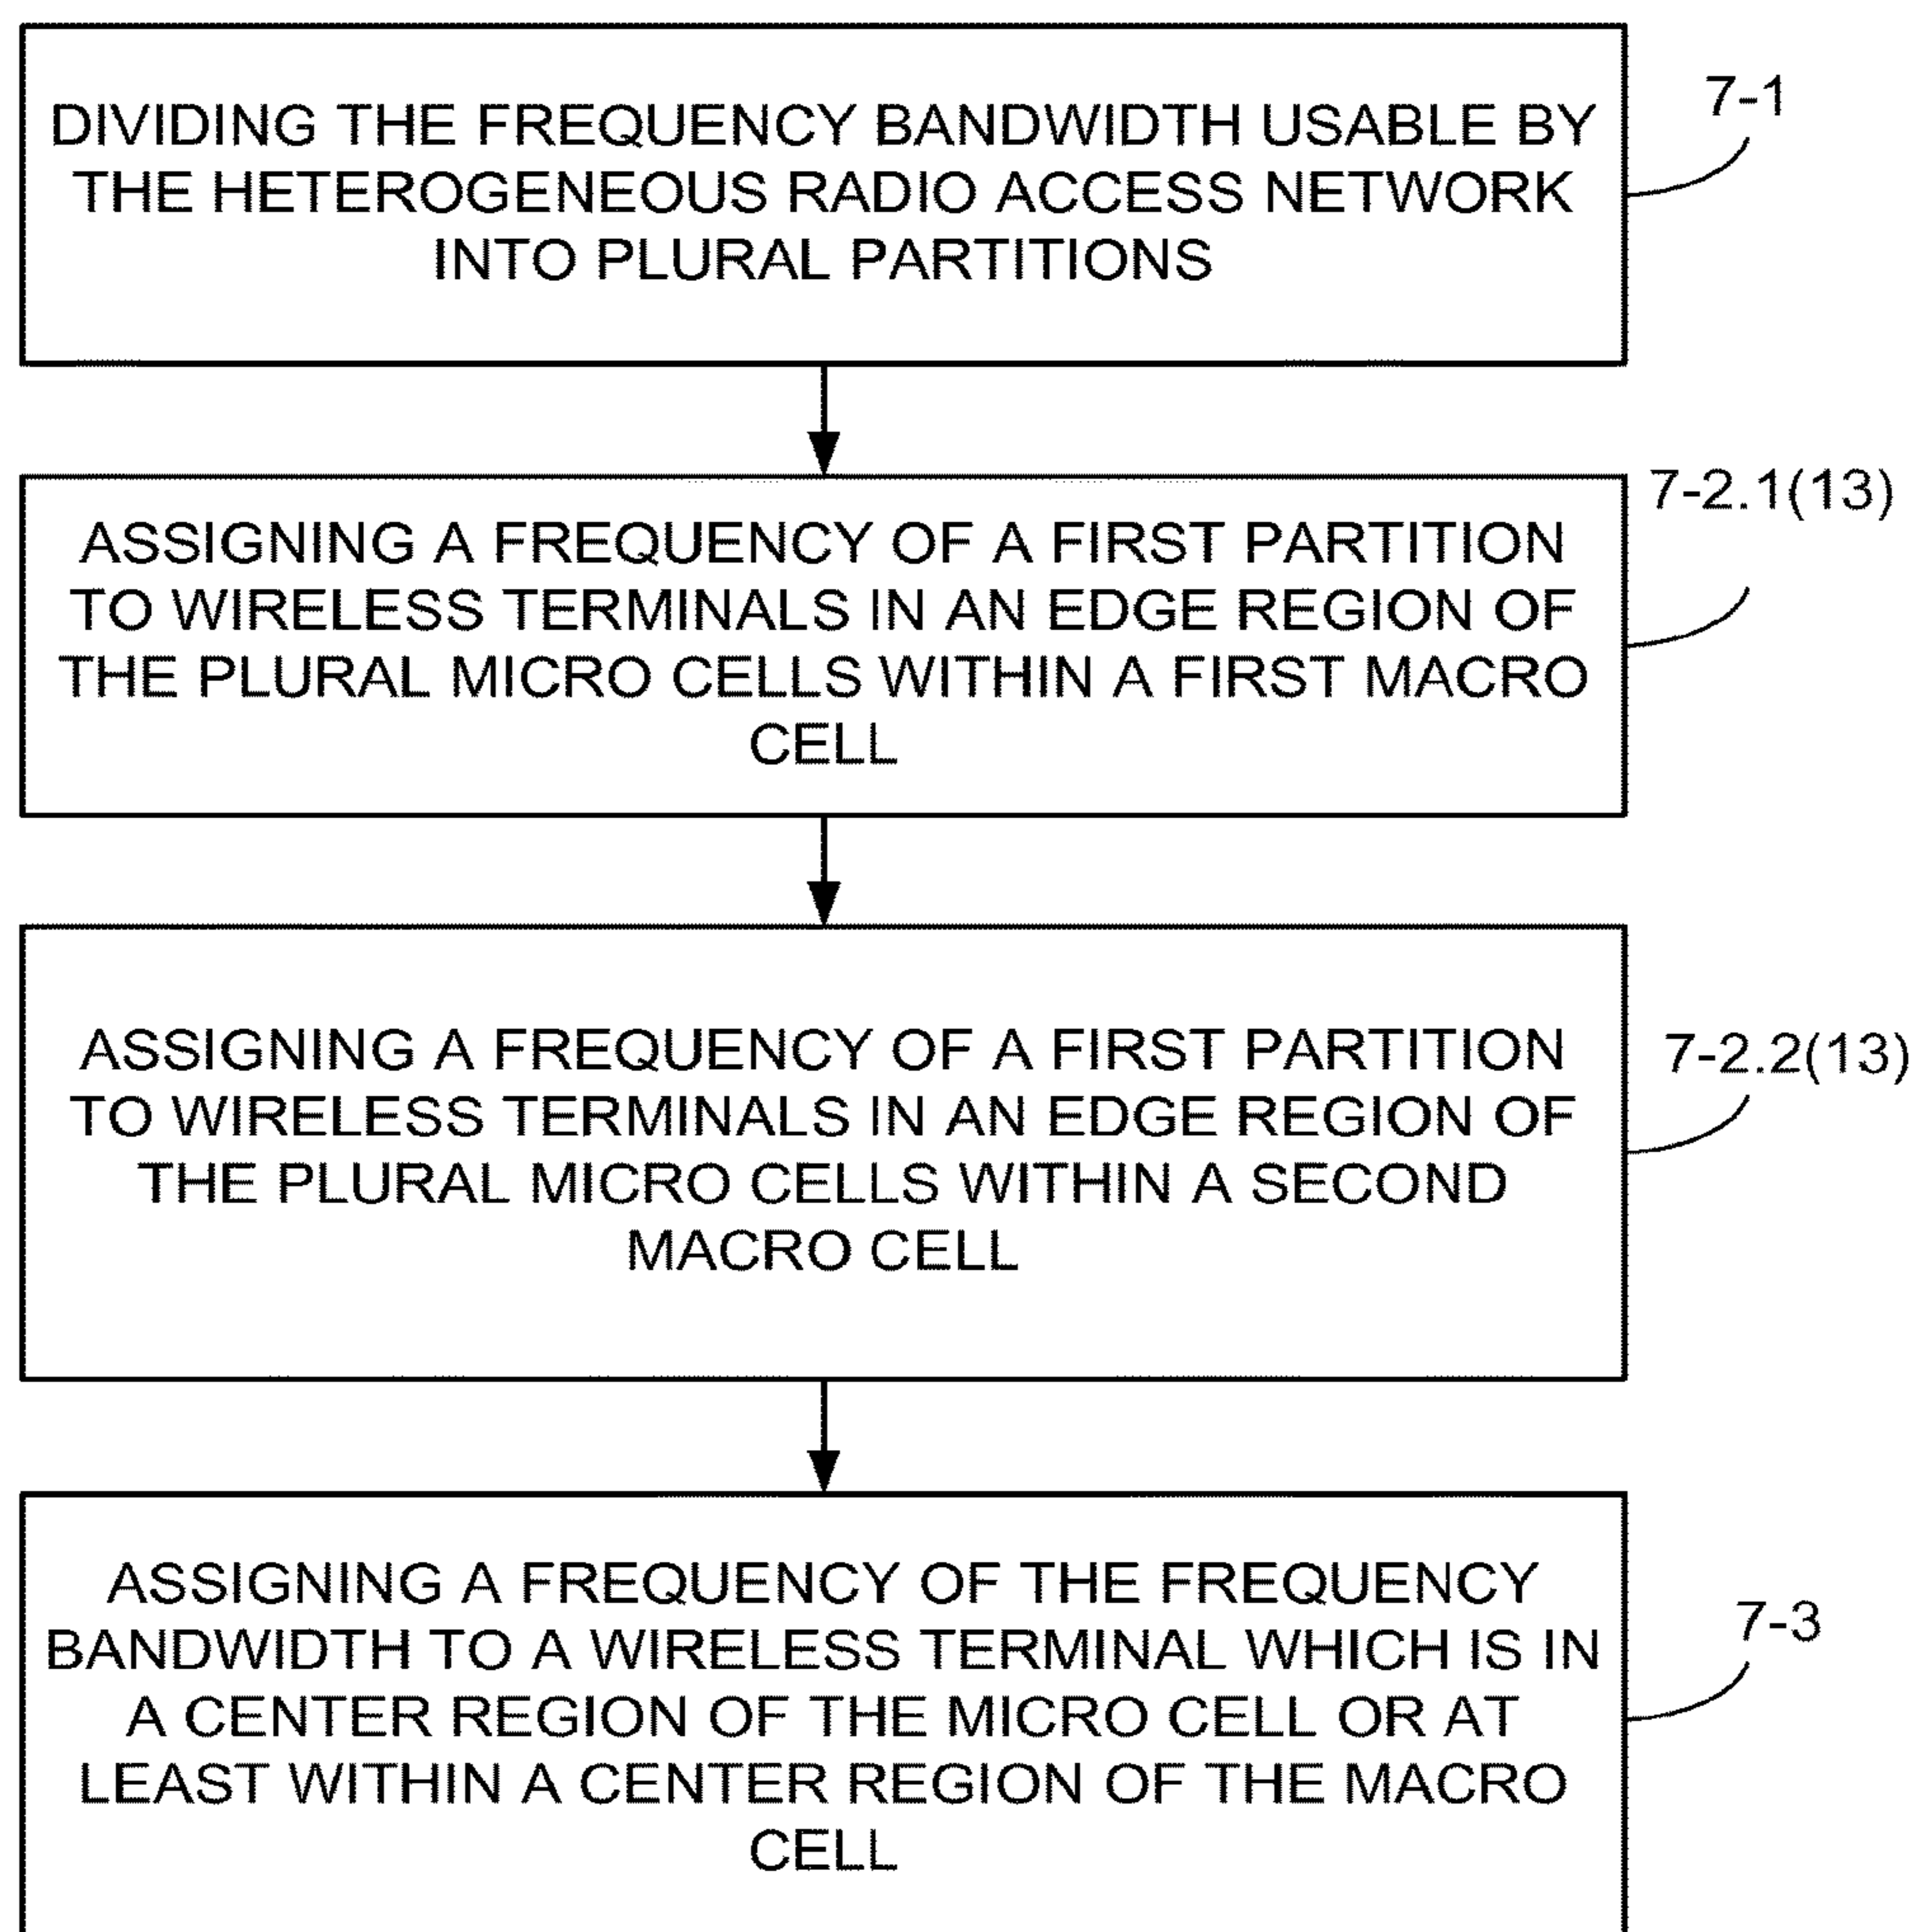 DIVIDING THE FREQUENCY BANDWIDTH USABLE BY
THE HETEROGENEOUS RADIO ACCESS NETWORK
INTO PLURAL PARTITIONS
7-1
ASSIGNING A FREQUENCY OF A FIRST PARTITION
TO WIRELESS TERMINALS IN AN EDGE REGION OF
THE PLURAL MICRO CELLS WITHIN A FIRST MACRO
CELL
7-2.1(13)
ASSIGNING A FREQUENCY OF A FIRST PARTITION
TO WIRELESS TERMINALS IN AN EDGE REGION OF
THE PLURAL MICRO CELLS WITHIN A SECOND
MACRO CELL
7-2.2(13)
ASSIGNING A FREQUENCY OF THE FREQUENCY
BANDWIDTH TO A WIRELESS TERMINAL WHICH IS IN
A CENTER REGION OF THE MICRO CELL OR AT
LEAST WITHIN A CENTER REGION OF THE MACRO
CELL
7-3